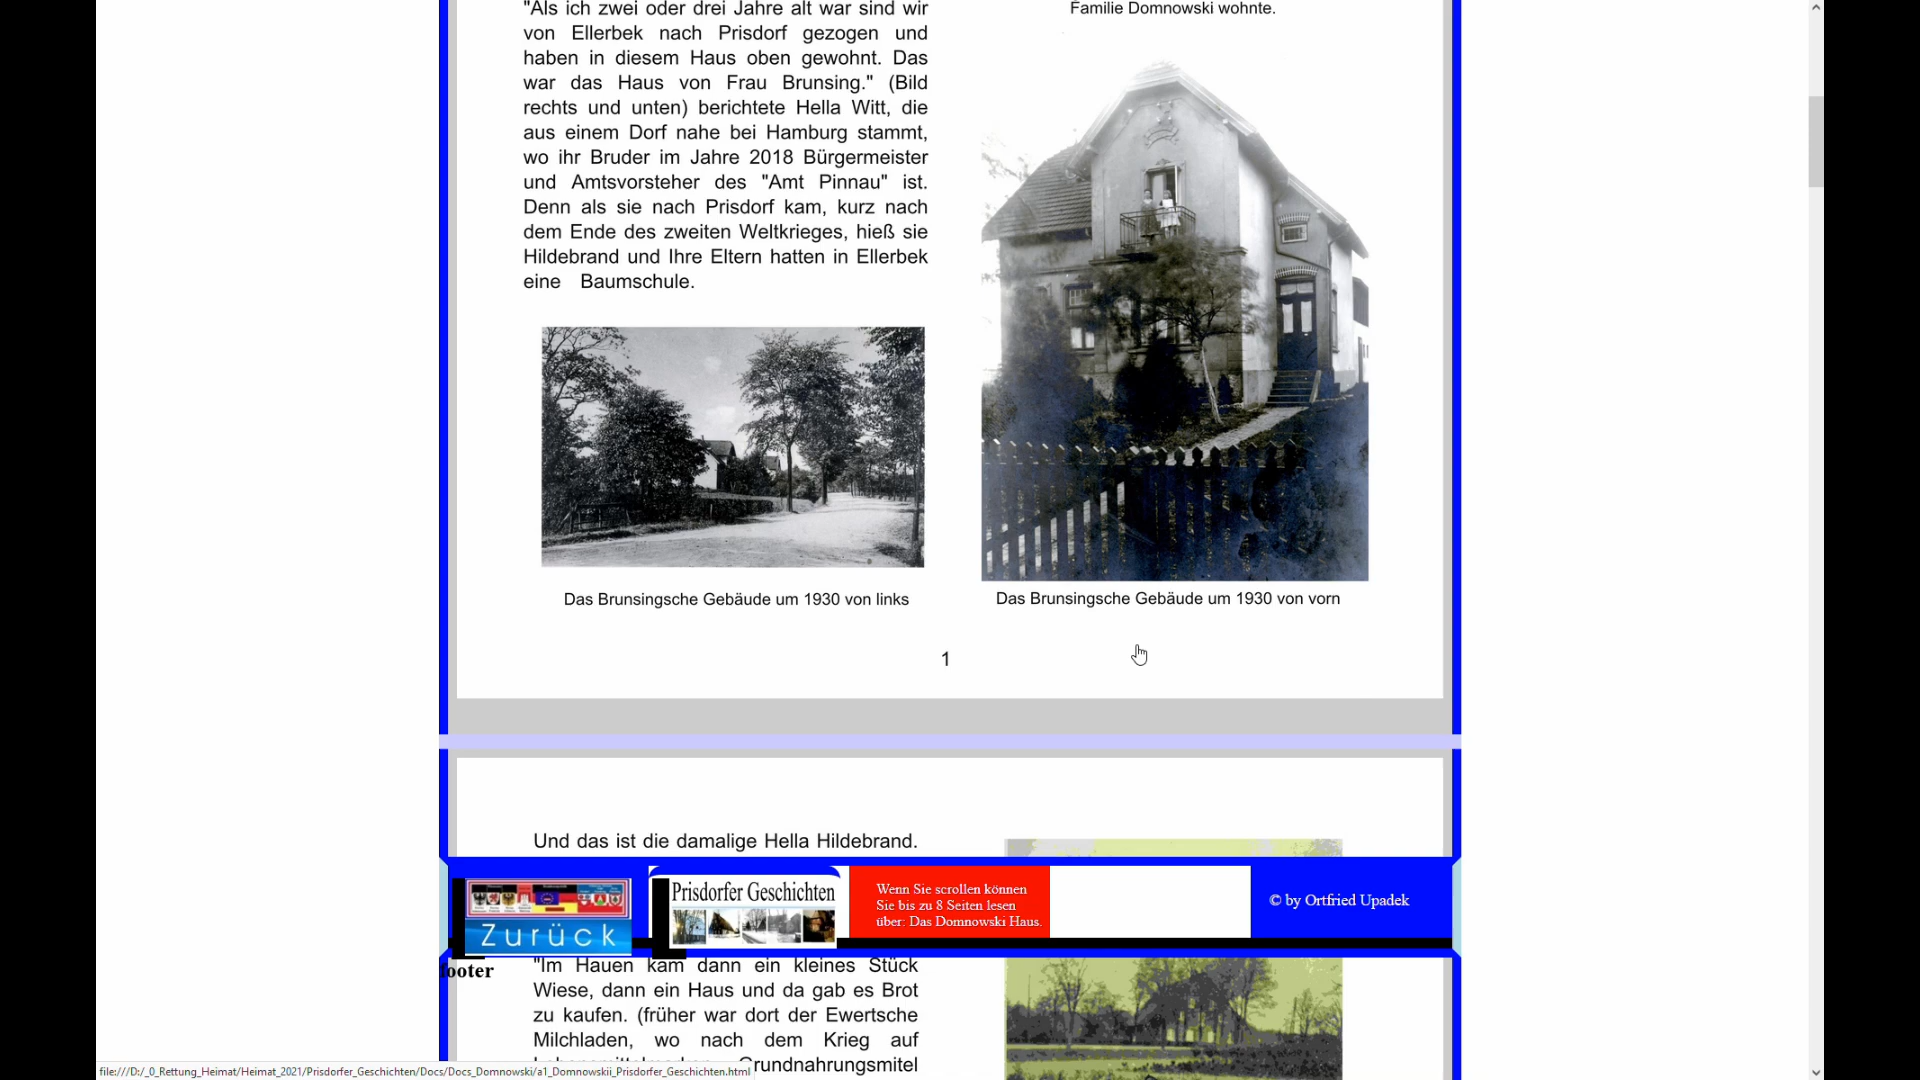 "Als ich zwei oder drei Jahre alt war sind wir
von Ellerbek nach Prisdorf gezogen und
haben in diesem Haus oben gewohnt. Das
war das Haus von Frau Brunsing." (Bild
rechts und unten) berichtete Hella Witt, die
aus einem Dorf nahe bei Hamburg stammt,
wo ihr Bruder im Jahre 2018 Bürgermeister
und Amtsvorsteher des "Amt Pinnau" ist.
Denn als sie nach Prisdorf kam, kurz nach
dem Ende des zweiten Weltkrieges, hieß sie
Hildebrand und Ihre Eltern hatten in Ellerbek
eine Baumschule.
Das Brunsingsche Gebäude um 1930 von links
Familie Domnowski wohnte.
Das Brunsingsche Gebäude um 1930 von vorn
1
Und das ist die damalige Hella Hildebrand.
Zurück
Prisdorfer Geschichten
Wenn Sie scrollen können
Sie bis zu 8 Seiten lesen
über: Das Domnowski Haus.
© by Ortfried Upadek
footer
"Im Hauen kam dann ein kleines Stück
Wiese, dann ein Haus und da gab es Brot
zu kaufen. (früher war dort der Ewertsche
Milchladen, wo nach dem Krieg auf
Grundnahrungsmitel
file:///D:/_0_Rettung_Heimat/Heimat_2021/Prisdorfer_Geschichten/Docs/Docs_Domnowski/a1_Domnowskii_Prisdorfer_Geschichten.html